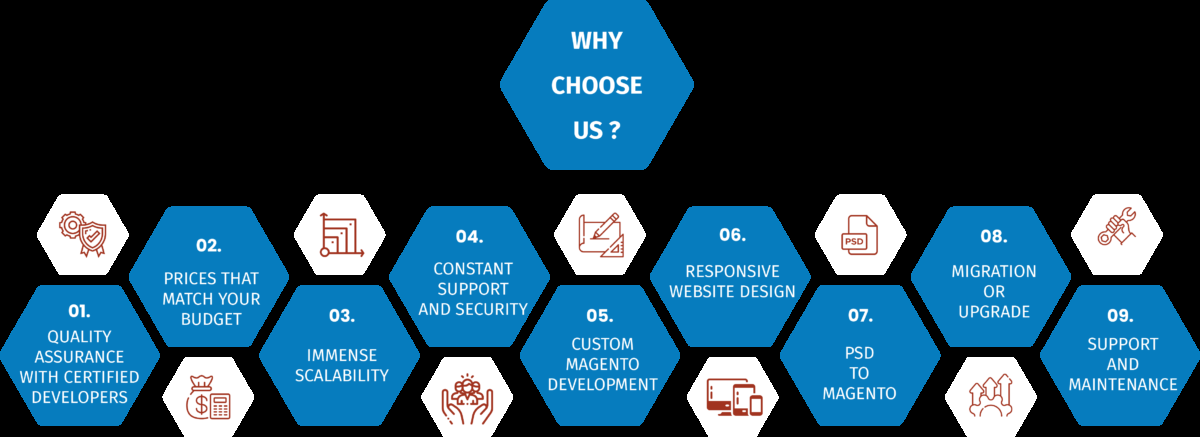 WHY
CHOOSE
US ?
01.
QUALITY
ASSURANCE
WITH CERTIFIED
DEVELOPERS
02.
PRICES THAT
MATCH YOUR
BUDGET
03.
IMMENSE
SCALABILITY
04.
CONSTANT
SUPPORT
AND SECURITY
05.
CUSTOM
MAGENTO
DEVELOPMENT
06.
RESPONSIVE
WEBSITE DESIGN
PSD
07.
PSD
TO
MAGENTO
08.
MIGRATION
OR
UPGRADE
09.
SUPPORT
AND
MAINTENANCE